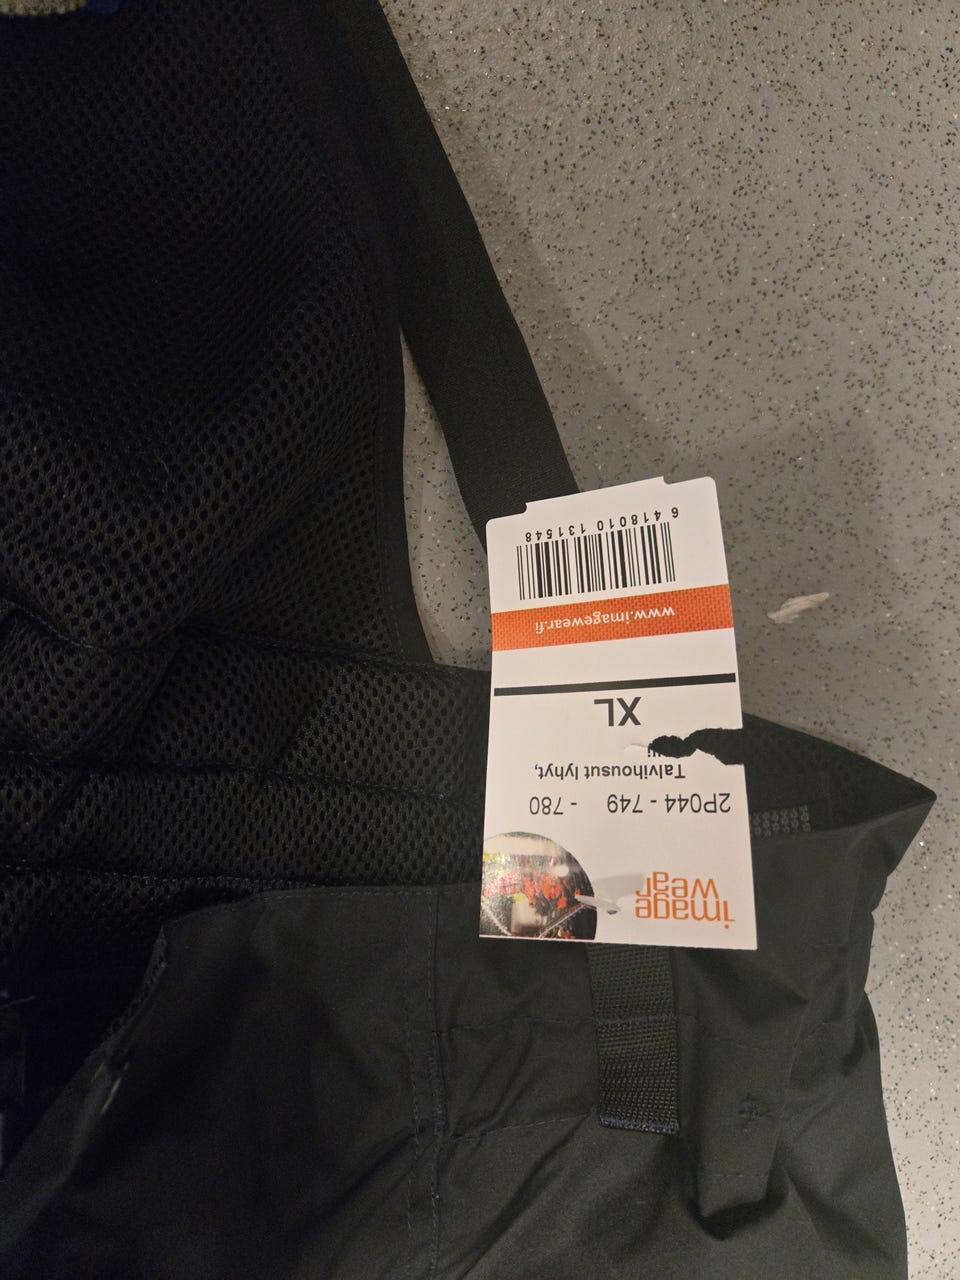 image
wear
2P044 - 749 - 780
Talvihousut lyhyt,
XL
www.imagewear.fi
6 418010 131548